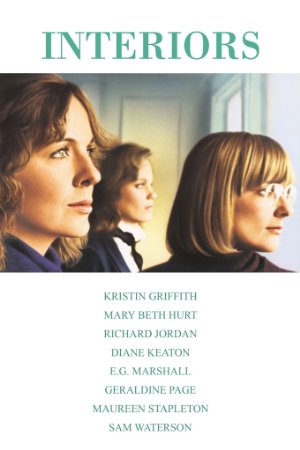 INTERIORS
KRISTIN GRIFFITH
MARY BETH HURT
RICHARD JORDAN
DIANE KEATON
E.G. MARSHALL
GERALDINE PAGE
MAUREEN STAPLETON
SAM WATERSON